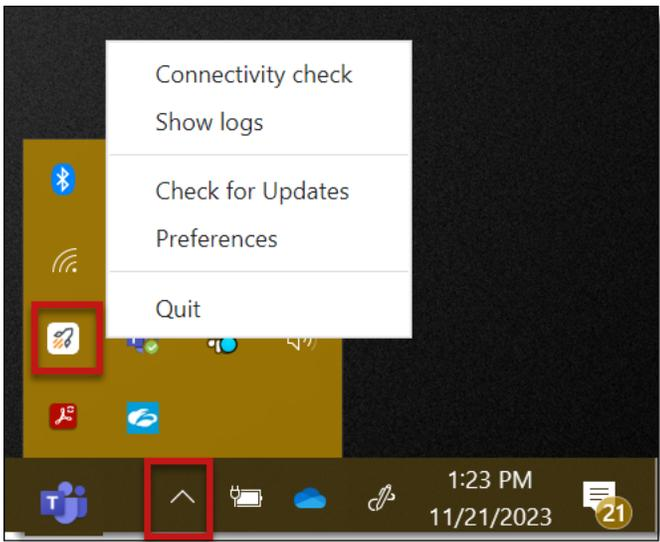 Connectivity check
Show logs
Check for Updates
Preferences
Quit
T
1:23 PM
11/21/2023
21